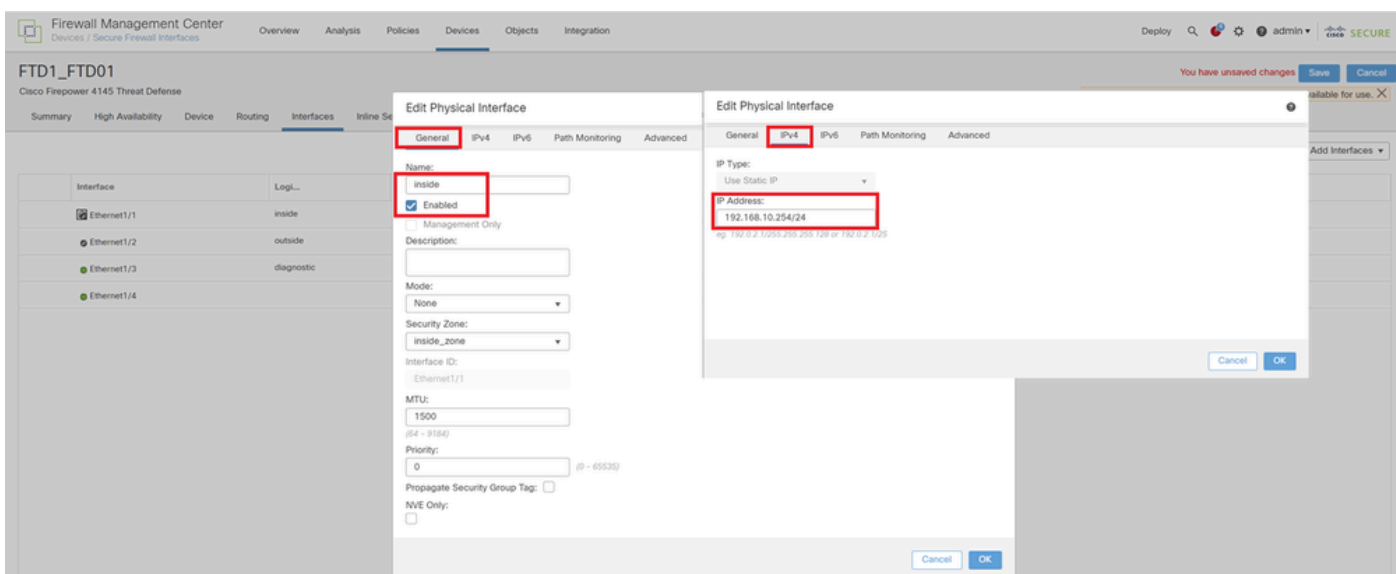 Firewall Management Center
Devices / Secure Firewall Interfaces
Overview Analysis Policies Devices Objects Integration
Deploy admin SECURE
FTD1_FTD01
You have unsaved changes Save Cancel
Cisco Firepower 4145 Threat Defense
ailable for use.
Summary High Availability Device Routing Interfaces Inline Se
Add Interfaces
Interface Logi...
Ethernet1/1 inside
Ethernet1/2 outside
Ethernet1/3 diagnostic
Ethernet1/4
Edit Physical Interface
General IPv4 IPv6 Path Monitoring Advanced
Name:
inside
Enabled
Management Only
Description:
Mode:
None
Security Zone:
inside_zone
Interface ID:
Ethernet1/1
MTU:
1500
(64 - 9184)
Priority:
0 (0 - 65535)
Propagate Security Group Tag:
NVE Only:
Cancel OK
Edit Physical Interface
General IPv4 IPv6 Path Monitoring Advanced
IP Type:
Use Static IP
IP Address:
192.168.10.254/24
eg. 192.0.2.1/255.255.255.128 or 192.0.2.1/25
Cancel OK